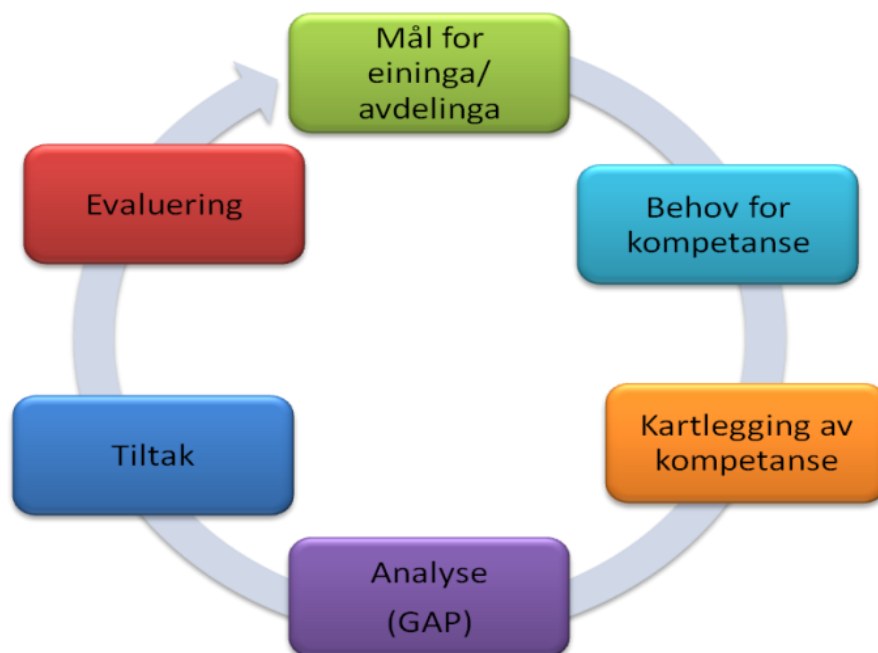 Mål for
eininga/
avdelinga
Behov for
kompetanse
Kartlegging av
kompetanse
Analyse
(GAP)
Tiltak
Evaluering